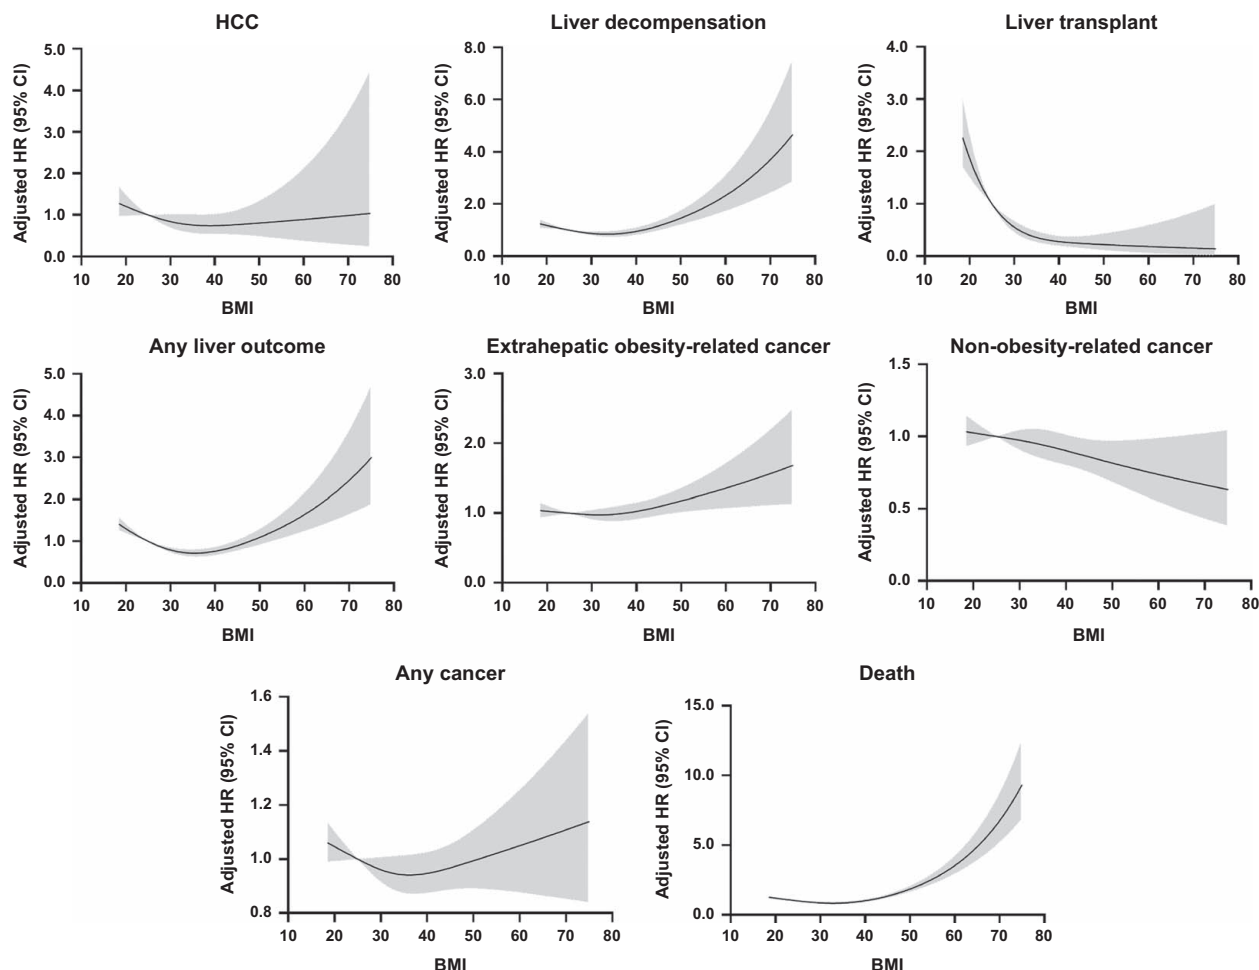 HCC
Adjusted HR (95% CI)
5.0
4.0
3.0
2.0
1.0
0.0
10 20 30 40 50 60 70 80
BMI
Liver decompensation
Adjusted HR (95% CI)
8.0
6.0
4.0
2.0
0.0
10 20 30 40 50 60 70 80
BMI
Liver transplant
Adjusted HR (95% CI)
4.0
3.0
2.0
1.0
0.0
10 20 30 40 50 60 70 80
BMI
Any liver outcome
Adjusted HR (95% CI)
5.0
4.0
3.0
2.0
1.0
0.0
10 20 30 40 50 60 70 80
BMI
Extrahepatic obesity-related cancer
Adjusted HR (95% CI)
3.0
2.0
1.0
0.0
10 20 30 40 50 60 70 80
BMI
Non-obesity-related cancer
Adjusted HR (95% CI)
1.5
1.0
0.5
0.0
10 20 30 40 50 60 70 80
BMI
Any cancer
Adjusted HR (95% CI)
1.6
1.4
1.2
1.0
0.8
10 20 30 40 50 60 70 80
BMI
Death
Adjusted HR (95% CI)
15.0
10.0
5.0
0.0
10 20 30 40 50 60 70 80
BMI